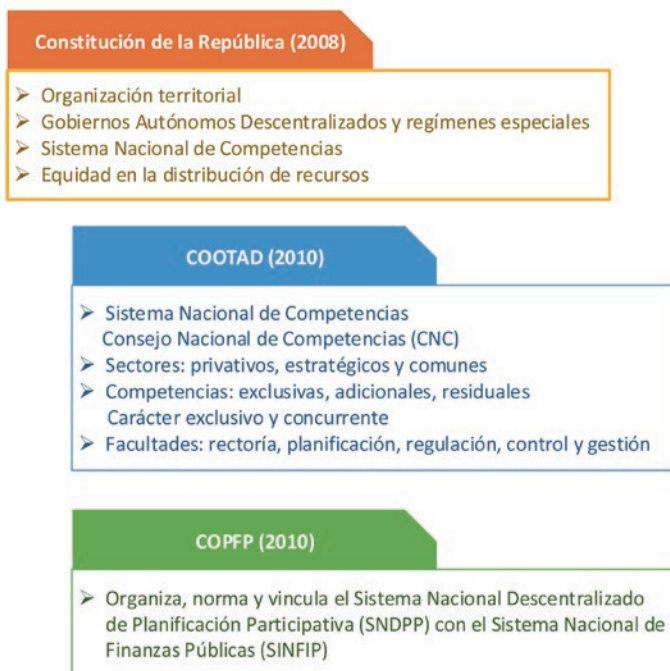 Constitución de la República (2008)
➢ Organización territorial
➢ Gobiernos Autónomos Descentralizados y regímenes especiales
➢ Sistema Nacional de Competencias
➢ Equidad en la distribución de recursos
COOTAD (2010)
➢ Sistema Nacional de Competencias
Consejo Nacional de Competencias (CNC)
➢ Sectores: privativos, estratégicos y comunes
➢ Competencias: exclusivas, adicionales, residuales
Carácter exclusivo y concurrente
➢ Facultades: rectoría, planificación, regulación, control y gestión
COPFP (2010)
➢ Organiza, norma y vincula el Sistema Nacional Descentralizado
de Planificación Participativa (SNDPP) con el Sistema Nacional de
Finanzas Públicas (SINFIP)